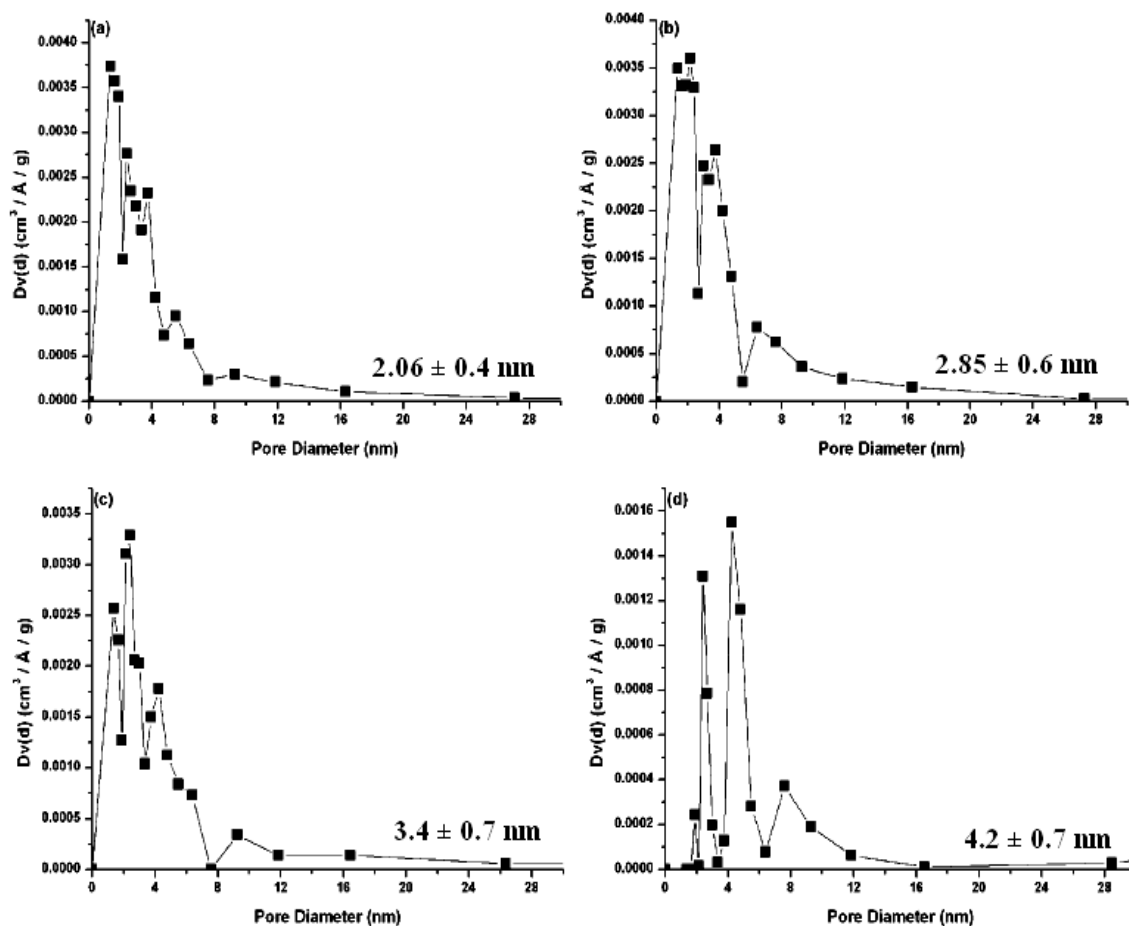 (a)
0.0040
0.0035
0.0030
0.0025
0.0020
0.0015
0.0010
0.0005
0.0000
Dv(d) (cm³ / Å / g)
2.06 ± 0.4 nm
0 4 8 12 16 20 24 28
Pore Diameter (nm)
(b)
0.0040
0.0035
0.0030
0.0025
0.0020
0.0015
0.0010
0.0005
0.0000
Dv(d) (cm³ / Å / g)
2.85 ± 0.6 nm
0 4 8 12 16 20 24 28
Pore Diameter (nm)
(c)
0.0035
0.0030
0.0025
0.0020
0.0015
0.0010
0.0005
0.0000
Dv(d) (cm³ / Å / g)
3.4 ± 0.7 nm
0 4 8 12 16 20 24 28
Pore Diameter (nm)
(d)
0.0016
0.0014
0.0012
0.0010
0.0008
0.0006
0.0004
0.0002
0.0000
Dv(d) (cm³ / Å / g)
4.2 ± 0.7 nm
0 4 8 12 16 20 24 28
Pore Diameter (nm)